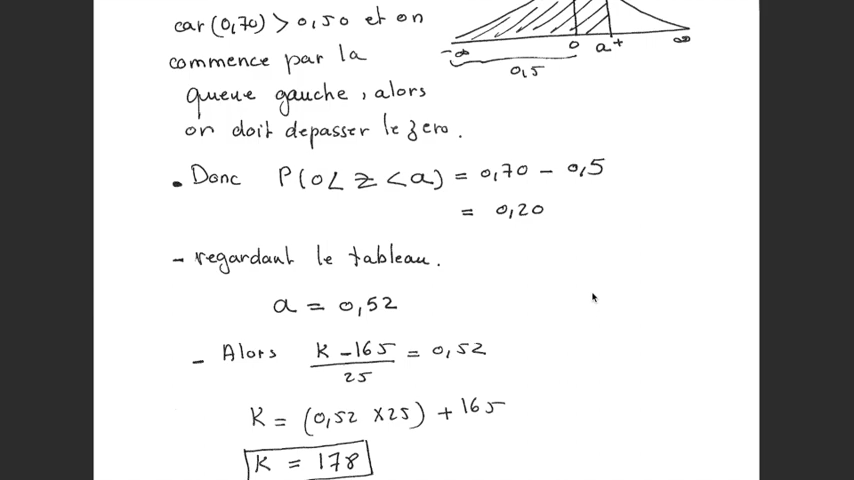 car (0,70) > 0,50 et on
commence par la
queue gauche, alors
on doit depasser le zero.
-∞ 0 a+ ∞
0,5
• Donc P(0 < Z < a) = 0,70 - 0,5
= 0,20
- regardant le tableau.
a = 0,52
- Alors K - 165 / 25 = 0,52
K = (0,52 × 25) + 165
K = 178